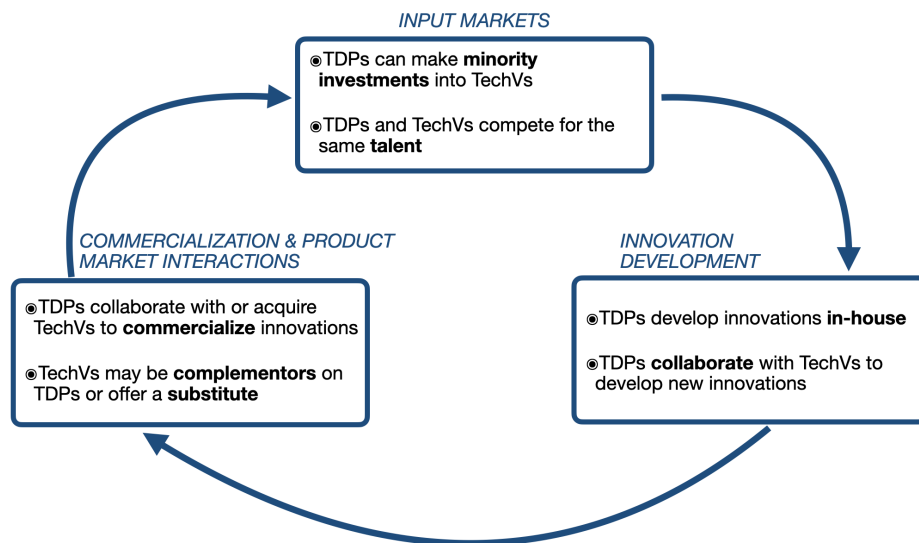 INPUT MARKETS
◉TDPs can make minority
investments into TechVs
◉TDPs and TechVs compete for the
same talent
COMMERCIALIZATION & PRODUCT
MARKET INTERACTIONS
◉TDPs collaborate with or acquire
TechVs to commercialize innovations
◉TechVs may be complementors on
TDPs or offer a substitute
INNOVATION
DEVELOPMENT
◉TDPs develop innovations in-house
◉TDPs collaborate with TechVs to
develop new innovations